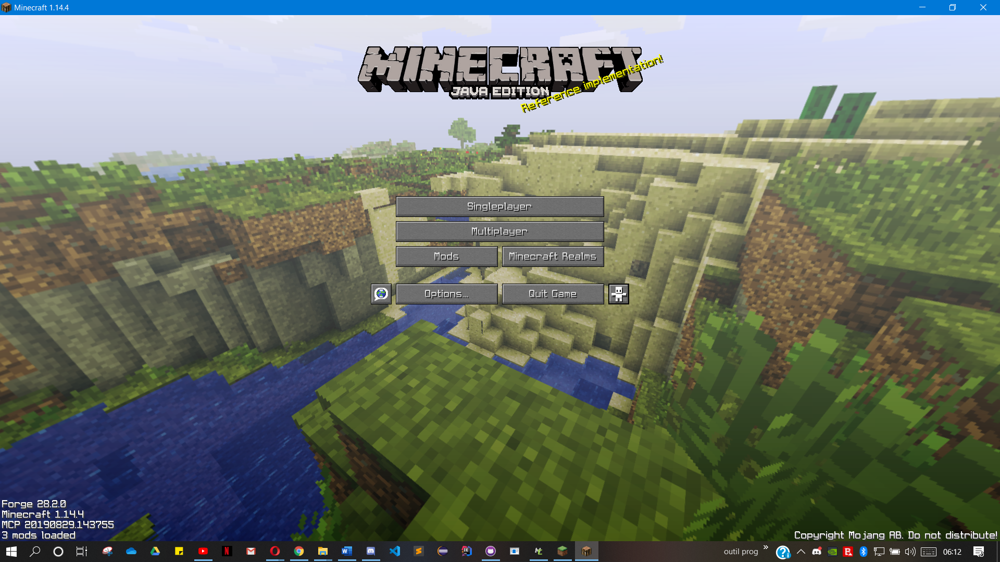 Minecraft 1.14.4
MINECRAFT
JAVA EDITION
Reference implementation!
Singleplayer
Multiplayer
Mods
Minecraft Realms
Options...
Quit Game
Forge 28.2.0
Minecraft 1.14.4
MCP 20190829.143755
3 mods loaded
Copyright Mojang AB. Do not distribute!
outil prog
06:12